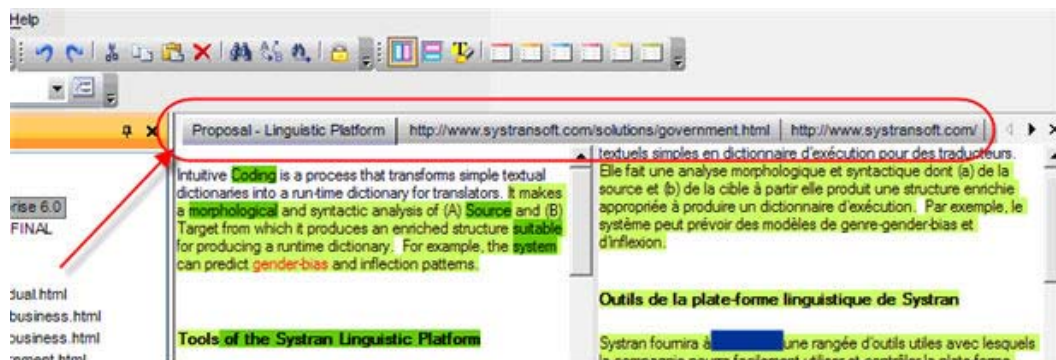 Help
Proposal - Linguistic Platform http://www.systransoft.com/solutions/government.html http://www.systransoft.com/
rise 6.0
FINAL
dual.html
business.html
business.html
Intuitive Coding is a process that transforms simple textual
dictionaries into a run-time dictionary for translators. It makes
a morphological and syntactic analysis of (A) Source and (B)
Target from which it produces an enriched structure suitable
for producing a runtime dictionary. For example, the system
can predict gender-bias and inflection patterns.
Tools of the Systran Linguistic Platform
textuels simples en dictionnaire d'exécution pour des traducteurs.
Elle fait une analyse morphologique et syntactique dont (a) de la
source et (b) de la cible à partir elle produit une structure enrichie
appropriée à produire un dictionnaire d'exécution. Par exemple, le
système peut prévoir des modèles de genre-gender-bias et
d'inflexion.
Outils de la plate-forme linguistique de Systran
Systran fournira à une rangée d'outils utiles avec lesquels